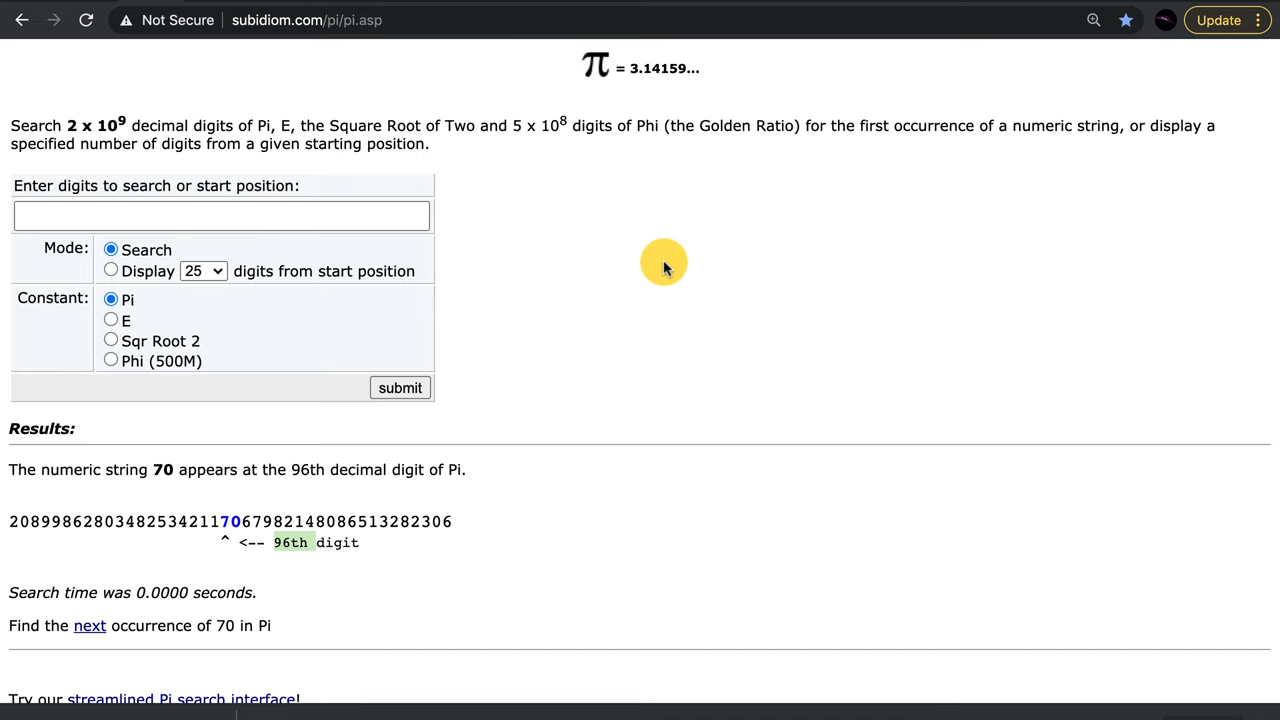 Not Secure subidiom.com/pi/pi.asp Update
π = 3.14159...
Search 2 x 10⁹ decimal digits of Pi, E, the Square Root of Two and 5 x 10⁸ digits of Phi (the Golden Ratio) for the first occurrence of a numeric string, or display a
specified number of digits from a given starting position.
Enter digits to search or start position:
Mode: Search
Display 25 digits from start position
Constant: Pi
E
Sqr Root 2
Phi (500M)
submit
Results:
The numeric string 70 appears at the 96th decimal digit of Pi.
208998628034825342117067982148086513282306
^ <-- 96th digit
Search time was 0.0000 seconds.
Find the next occurrence of 70 in Pi
Try our streamlined Pi search interface!